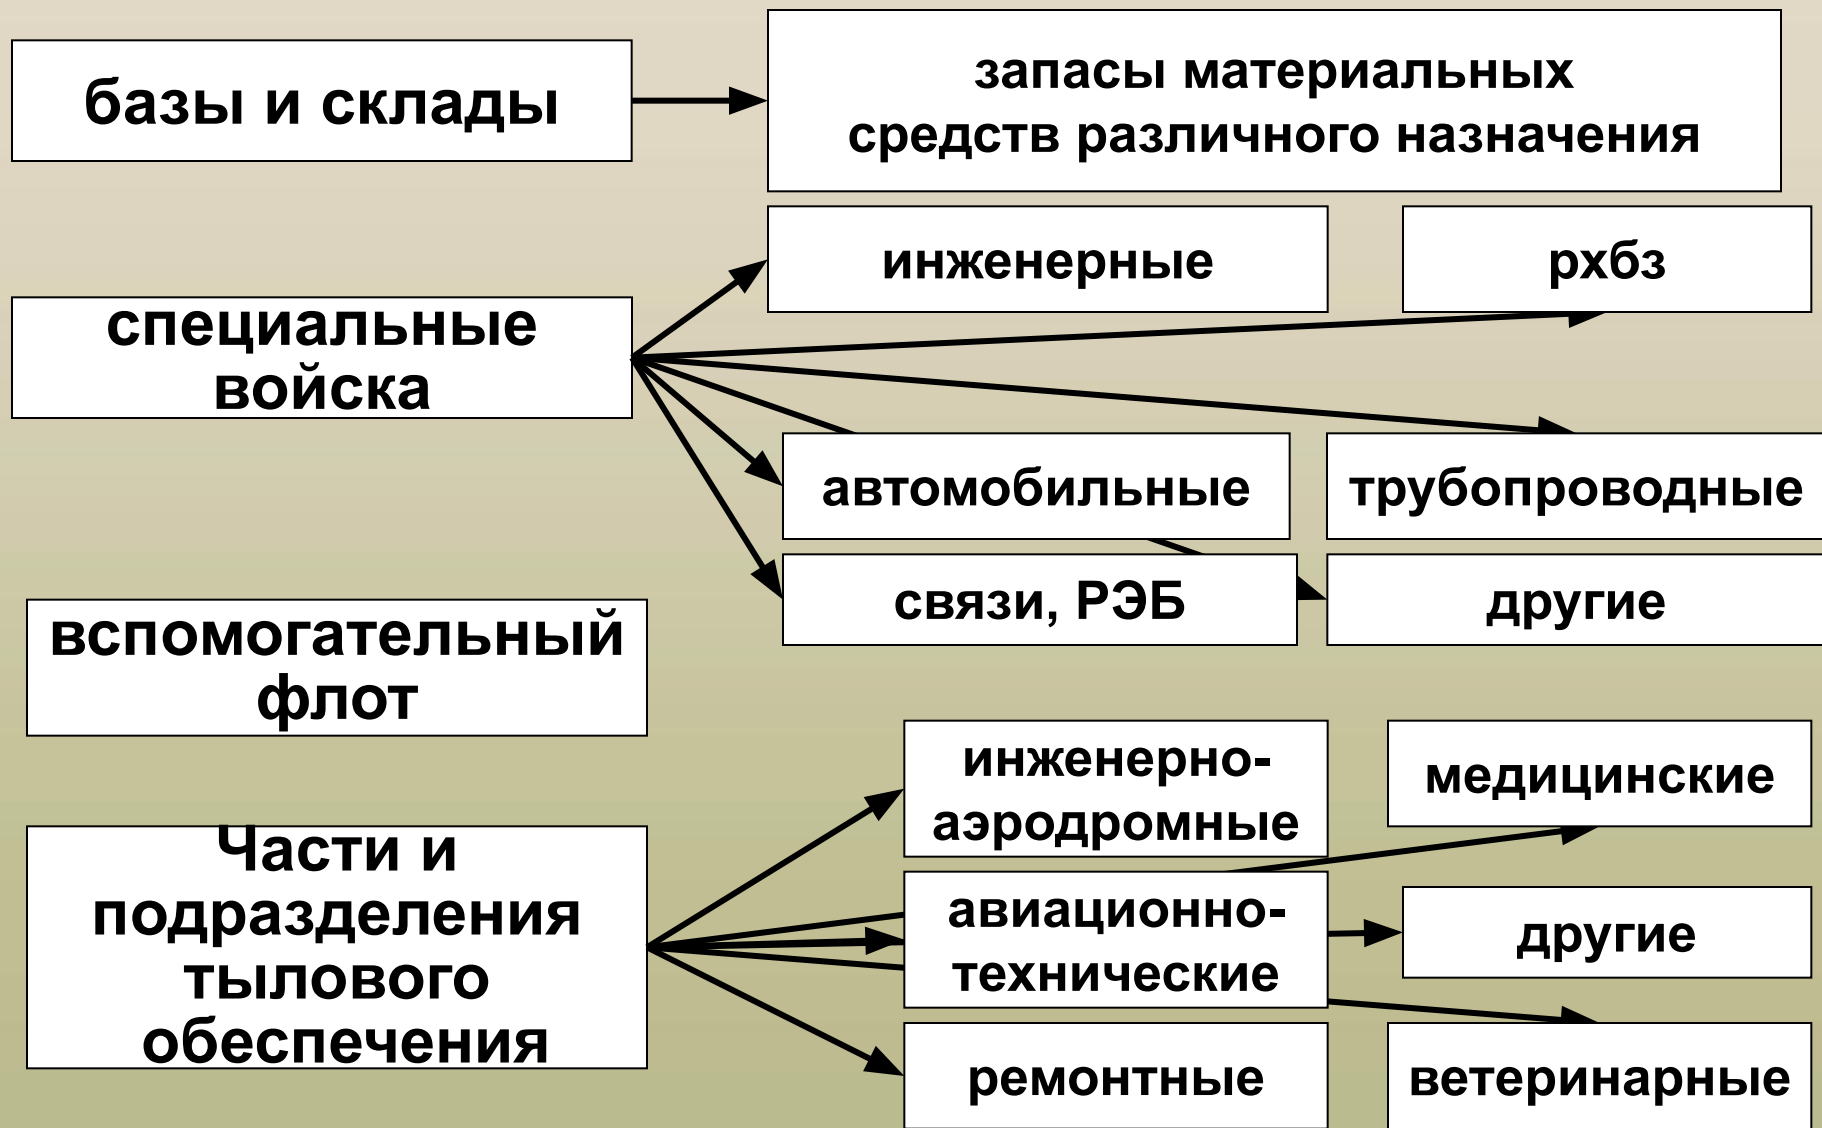 базы и склады
запасы материальных
средств различного назначения
инженерные
рхбз
специальные
войска
автомобильные
трубопроводные
связи, РЭБ
другие
вспомогательный
флот
инженерно-
аэродромные
медицинские
Части и
подразделения
тылового
обеспечения
авиационно-
технические
другие
ремонтные
ветеринарные